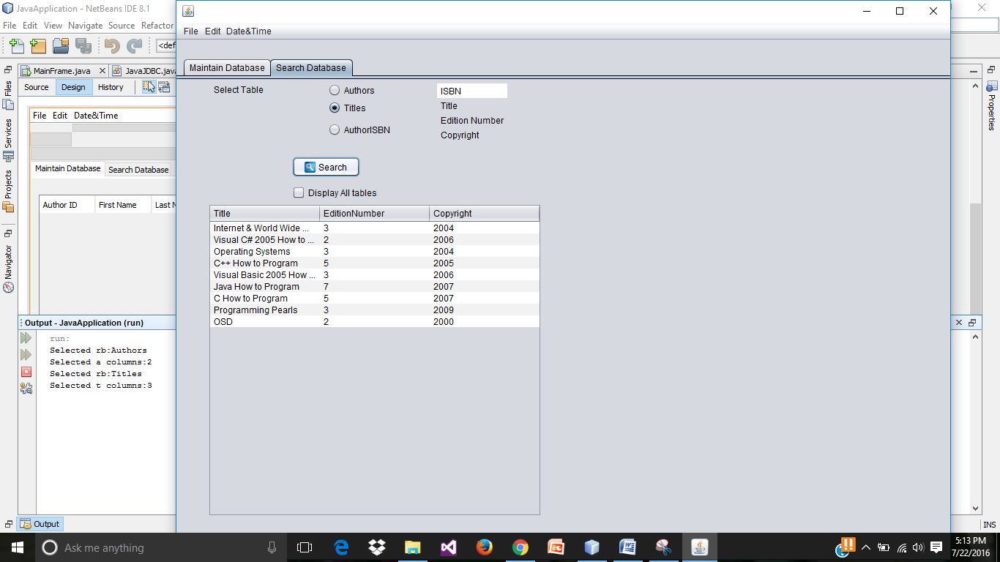 JavaApplication - NetBeans IDE 8.1
File Edit View Navigate Source Refactor
<def
MainFrame.java
JavaJDBC.java
Source Design History
File Edit Date&Time
Maintain Database Search Database
Author ID First Name Last N
Files
Services
Projects
Navigator
Output - JavaApplication (run)
run:
Selected rb:Authors
Selected a columns:2
Selected rb:Titles
Selected t columns:3
Output
File Edit Date&Time
Maintain Database Search Database
Select Table
Authors
Titles
AuthorISBN
ISBN
Title
Edition Number
Copyright
Search
Display All tables
Title EditionNumber Copyright
Internet & World Wide ... 3 2004
Visual C# 2005 How to ... 2 2006
Operating Systems 3 2004
C++ How to Program 5 2005
Visual Basic 2005 How ... 3 2006
Java How to Program 7 2007
C How to Program 5 2007
Programming Pearls 3 2009
OSD 2 2000
Properties
INS
Ask me anything
5:13 PM
7/22/2016